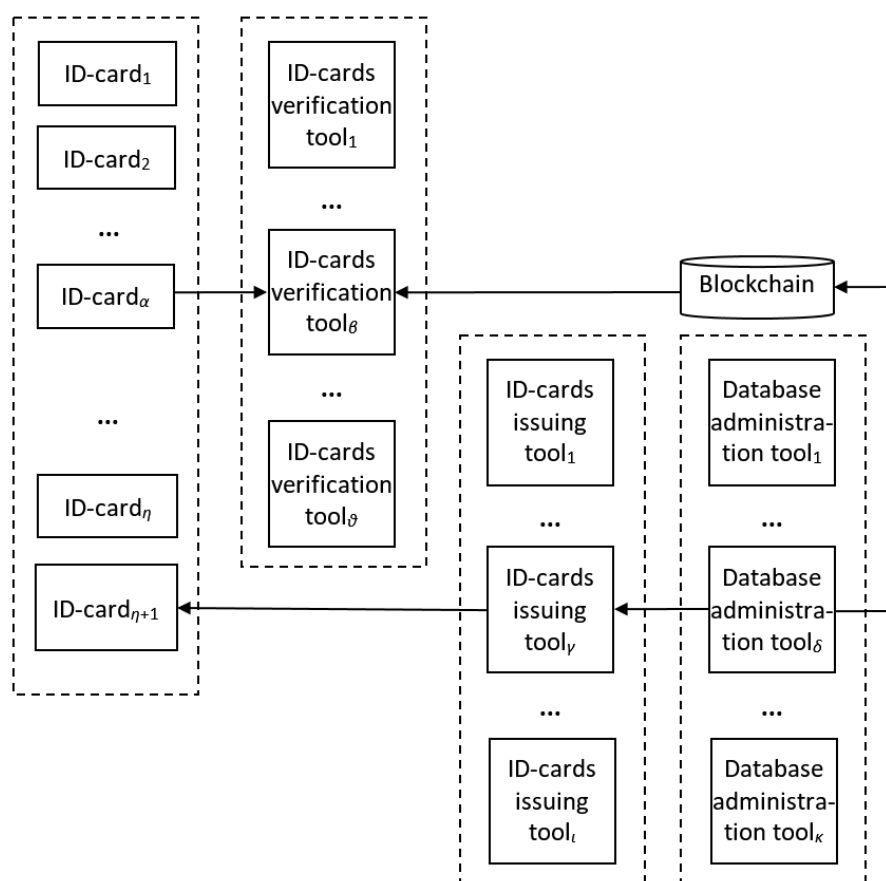 ID-card₁
ID-card₂
...
ID-cardα
...
ID-cardη
ID-cardη+1
ID-cards
verification
tool₁
...
ID-cards
verification
toolβ
...
ID-cards
verification
toolϑ
Blockchain
ID-cards
issuing
tool₁
...
ID-cards
issuing
toolγ
...
ID-cards
issuing
toolι
Database
administra-
tion tool₁
...
Database
administra-
tion toolδ
...
Database
administra-
tion toolκ